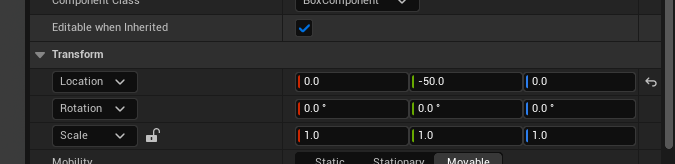 Component Class BoxComponent
Editable when Inherited
Transform
Location 0.0 -50.0 0.0
Rotation 0.0 ° 0.0 ° 0.0 °
Scale 1.0 1.0 1.0
Mobility Static Stationary Movable